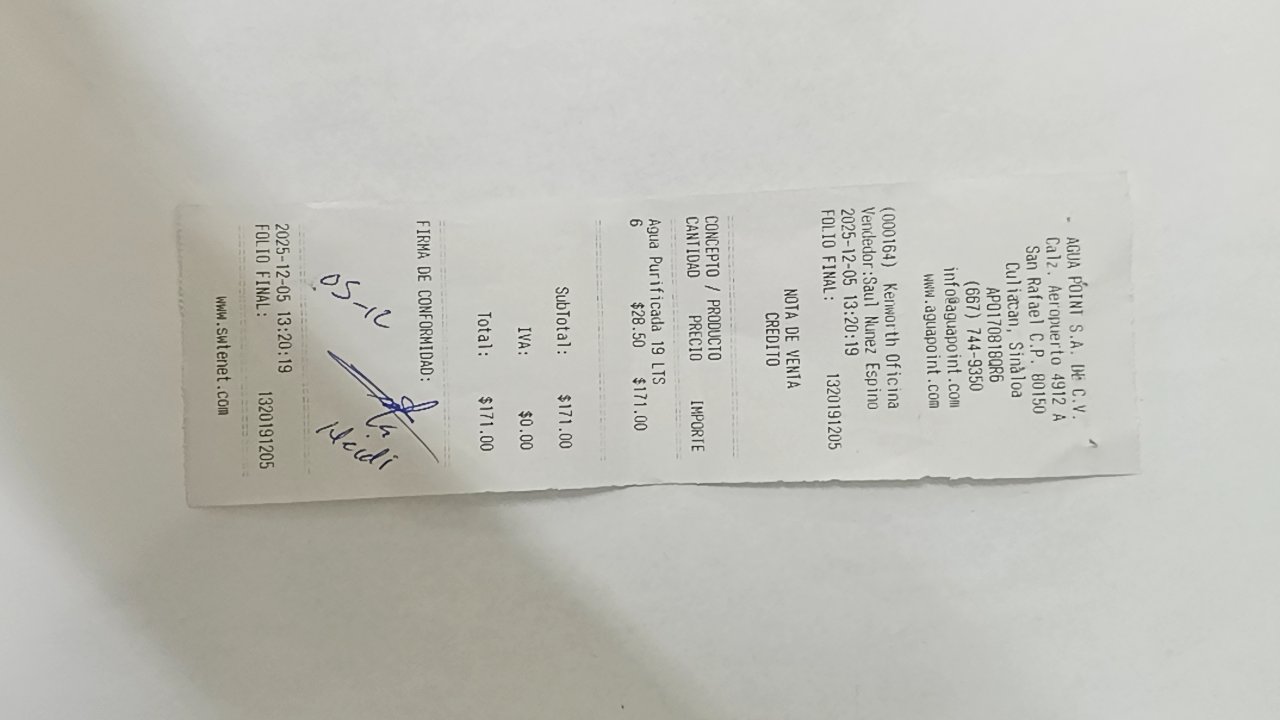 AGUA POINT S.A. DE C.V.
Calz. Aeropuerto 4912 A
San Rafael C.P. 80150
Culiacan, Sinaloa
APO170818QR6
(667) 744-9350
info@aguapoint.com
www.aguapoint.com
(000164) Kenworth Oficina
Vendedor:Saul Nunez Espino
2025-12-05 13:20:19
FOLIO FINAL: 1320191205
NOTA DE VENTA
CREDITO
CONCEPTO / PRODUCTO
CANTIDAD PRECIO IMPORTE
Agua Purificada 19 LTS
6 $28.50 $171.00
SubTotal: $171.00
IVA: $0.00
Total: $171.00
FIRMA DE CONFORMIDAD:
05-12
2025-12-05 13:20:19
FOLIO FINAL: 1320191205
www.swtenet.com